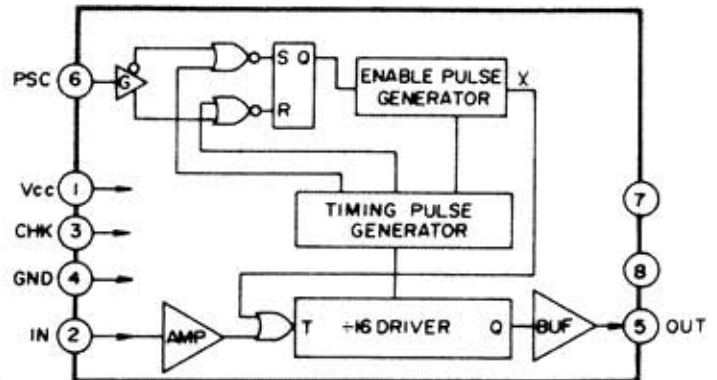 PSC 6 G S Q ENABLE PULSE X
GENERATOR
R
Vcc 1 TIMING PULSE 7
GENERATOR
CHK 3
GND 4 8
IN 2 AMP T ÷16 DRIVER Q BUF 5 OUT